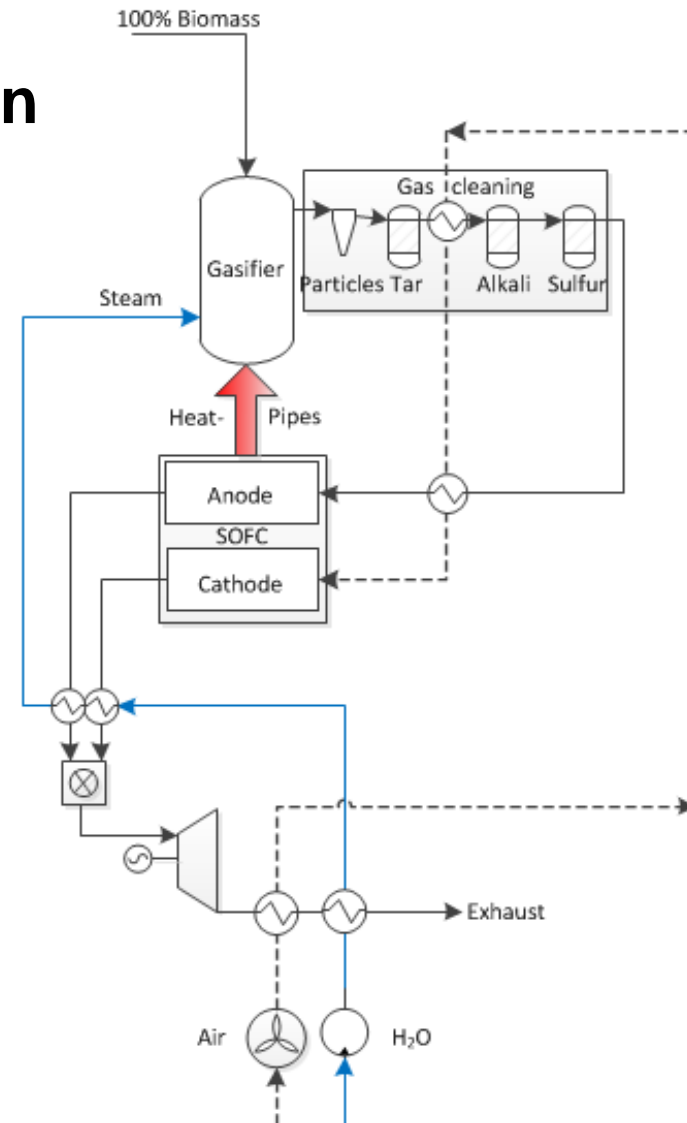 100% Biomass
n
Gas cleaning
Gasifier
Particles Tar Alkali Sulfur
Steam
Heat- Pipes
Anode
SOFC
Cathode
Exhaust
Air H₂O